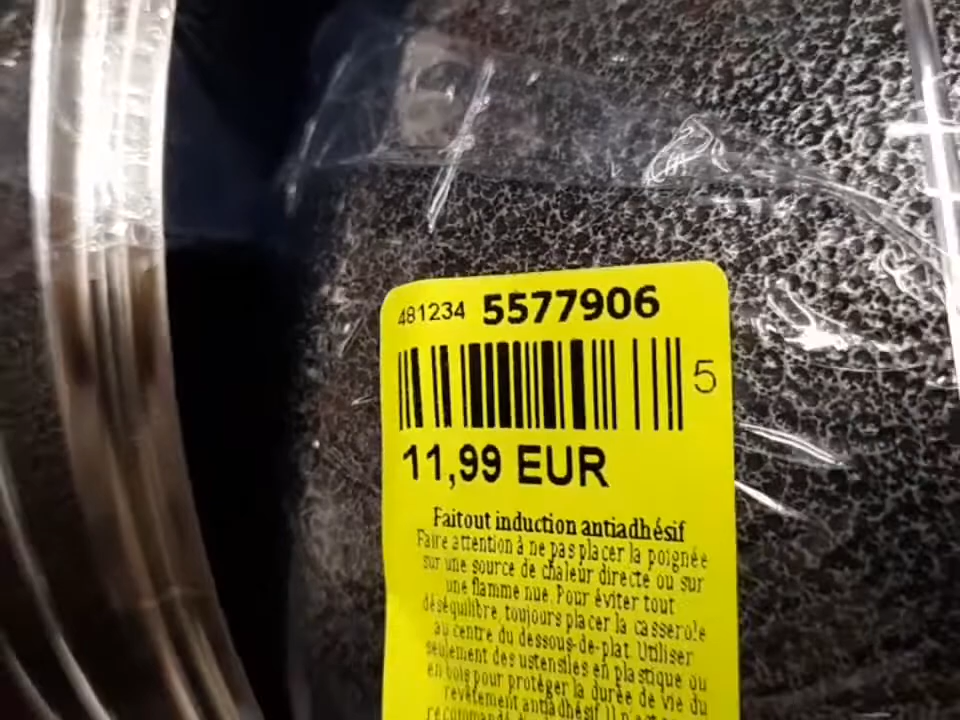 481234 5577906
5
11,99 EUR
Faitout induction antiadhésif
Faire attention à ne pas placer la poignée
sur une source de chaleur directe ou sur
une flamme nue. Pour éviter tout
déséquilibre, toujours placer la casserole
au centre du dessous-de-plat. Utiliser
seulement des ustensiles en plastique ou
en bois pour protéger la durée de vie du
revêtement antiadhésif. Il n'est pas